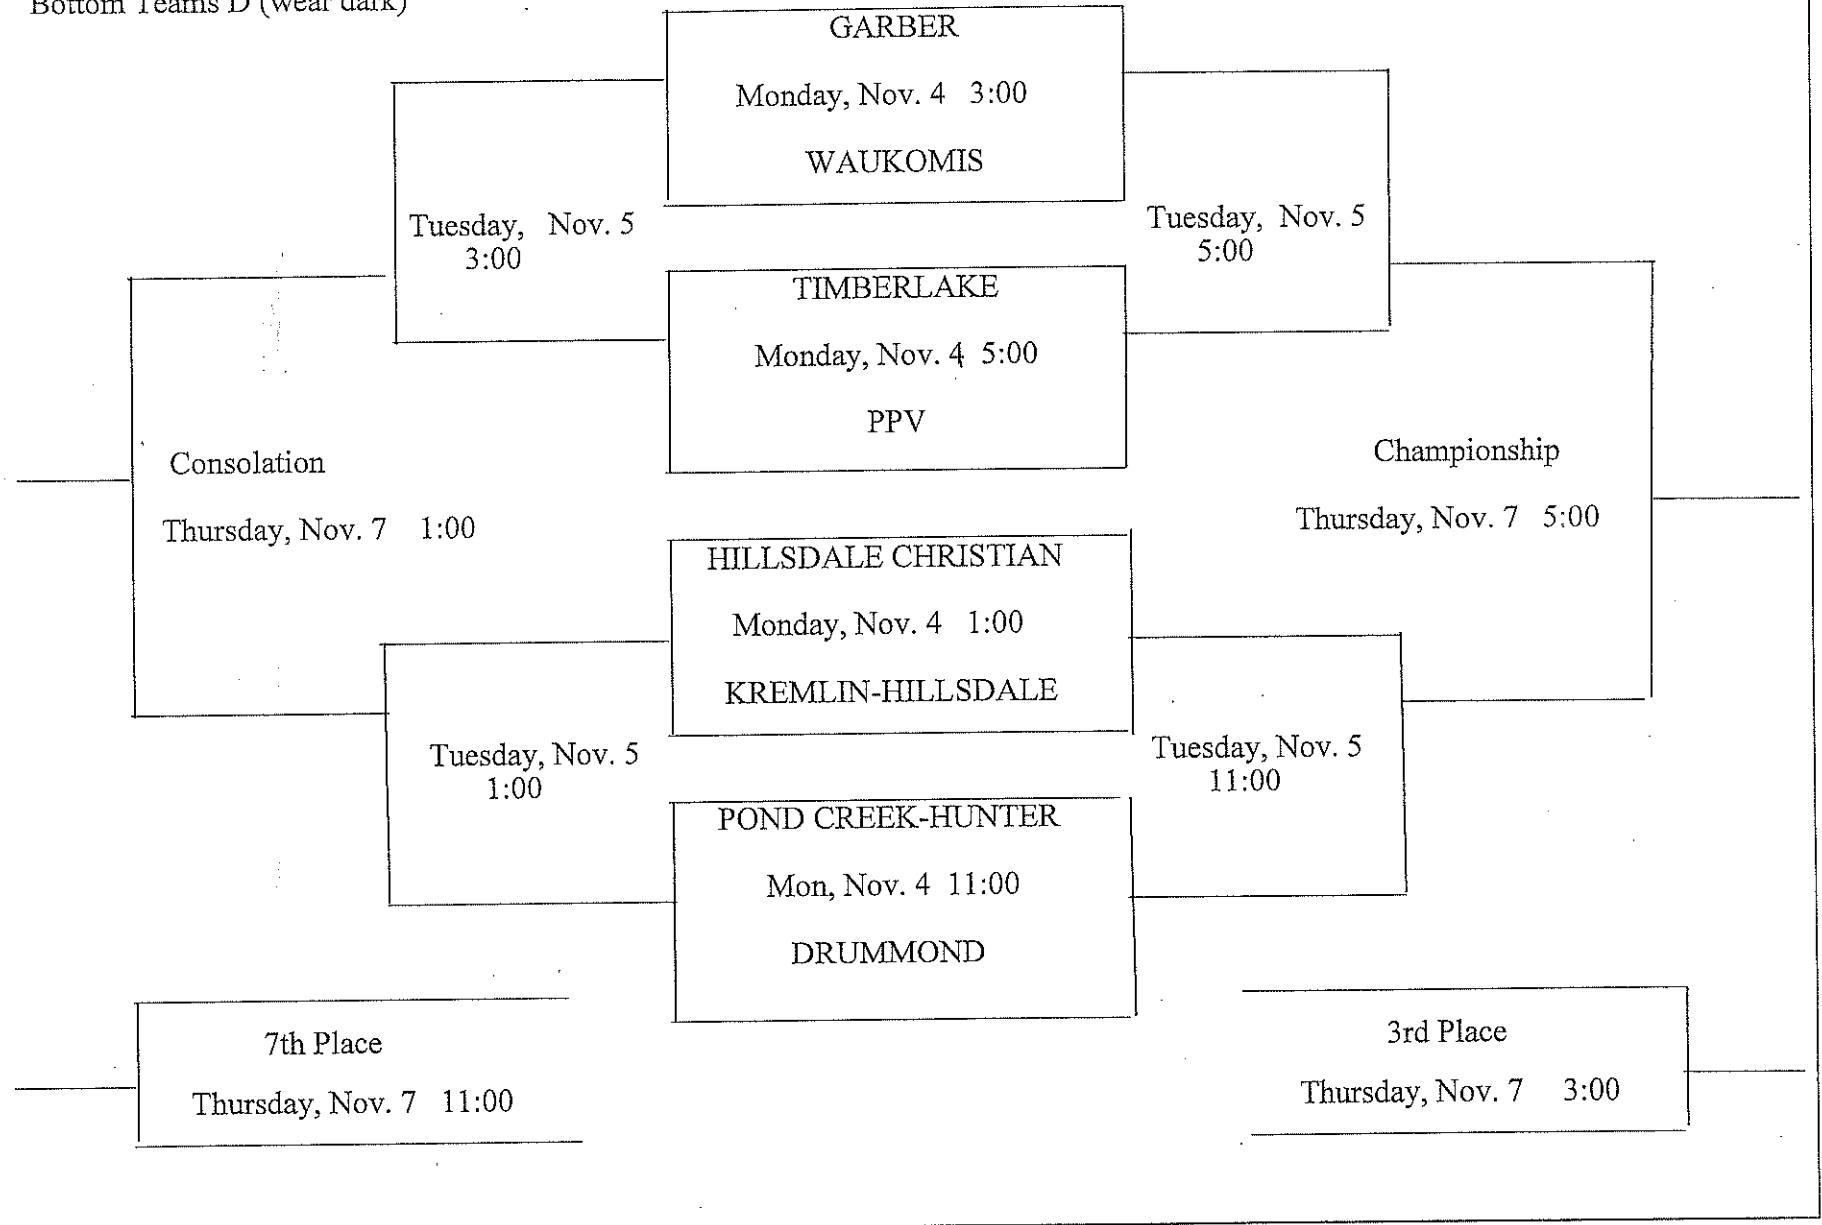 Bottom Teams D (wear dark)
GARBER
Monday, Nov. 4 3:00
WAUKOMIS
Tuesday, Nov. 5
3:00
Tuesday, Nov. 5
5:00
TIMBERLAKE
Monday, Nov. 4 5:00
PPV
Consolation
Thursday, Nov. 7 1:00
Championship
Thursday, Nov. 7 5:00
HILLSDALE CHRISTIAN
Monday, Nov. 4 1:00
KREMLIN-HILLSDALE
Tuesday, Nov. 5
1:00
Tuesday, Nov. 5
11:00
POND CREEK-HUNTER
Mon, Nov. 4 11:00
DRUMMOND
7th Place
Thursday, Nov. 7 11:00
3rd Place
Thursday, Nov. 7 3:00